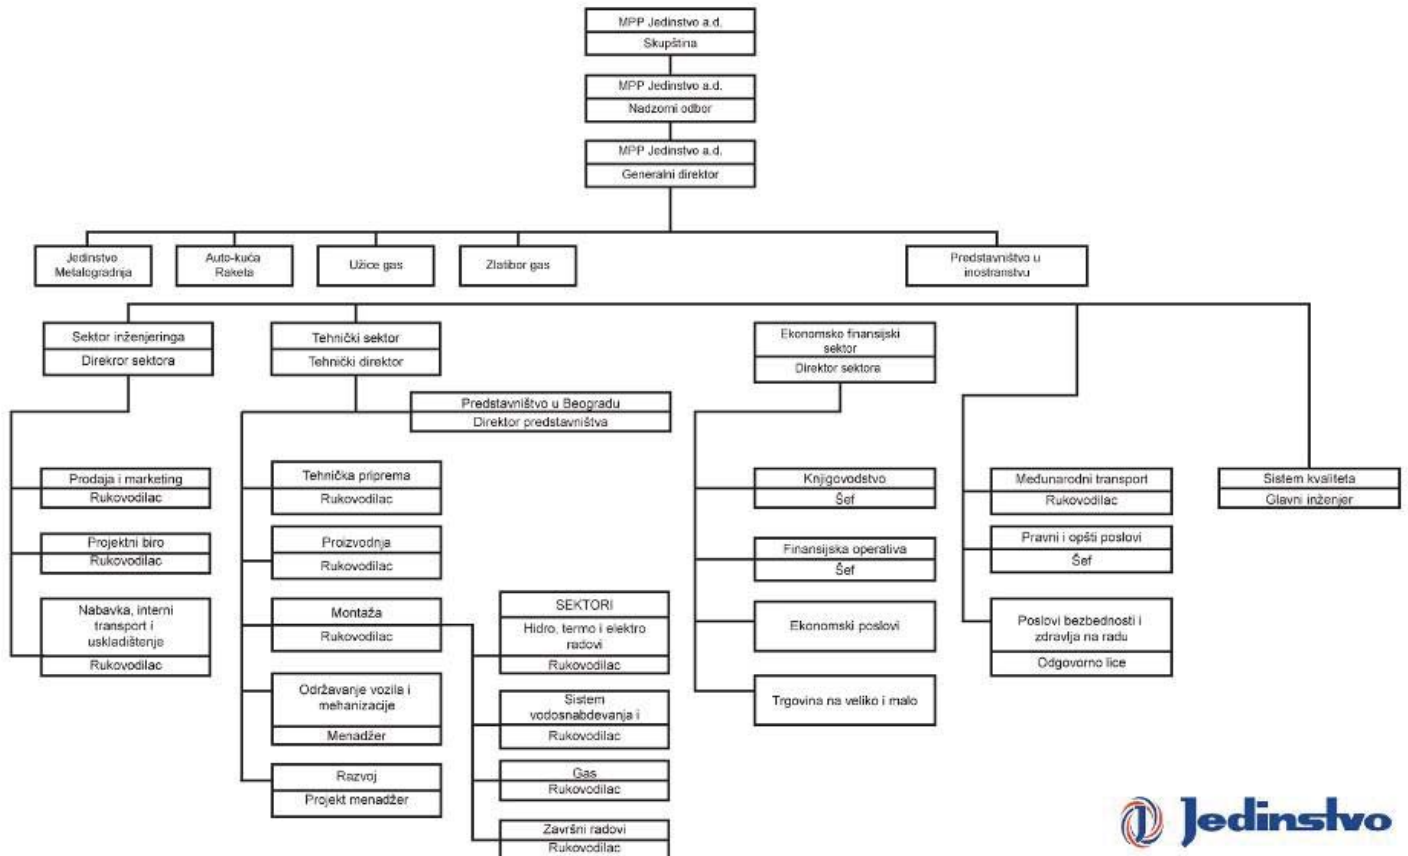 MPP Jedinstvo a.d.
Skupština
MPP Jedinstvo a.d.
Nadzorni odbor
MPP Jedinstvo a.d.
Generalni direktor
Jedinstvo
Metalogradnja
Auto-kuća
Raketa
Užice gas
Zlatibor gas
Predstavništvo u
inostranstvu
Sektor inženjeringa
Direkror sektora
Tehnički sektor
Tehnički direktor
Ekonomsko finansijski
sektor
Direktor sektora
Predstavništvo u Beogradu
Direktor predstavništva
Prodaja i marketing
Rukovodilac
Projektni biro
Rukovodilac
Nabavka, interni
transport i
uskladištenje
Rukovodilac
Tehnička priprema
Rukovodilac
Proizvodnja
Rukovodilac
Montaža
Rukovodilac
Održavanje vozila i
mehanizacije
Menadžer
Razvoj
Projekt menadžer
SEKTORI
Hidro, termo i elektro
radovi
Rukovodilac
Sistem
vodosnabdevanja i
Rukovodilac
Gas
Rukovodilac
Završni radovi
Rukovodilac
Knjigovodstvo
Šef
Finansijska operativa
Šef
Ekonomski poslovi
Trgovina na veliko i malo
Međunarodni transport
Rukovodilac
Pravni i opšti poslovi
Šef
Poslovi bezbednosti i
zdravlja na radu
Odgovorno lice
Sistem kvaliteta
Glavni inženjer
Jedinstvo